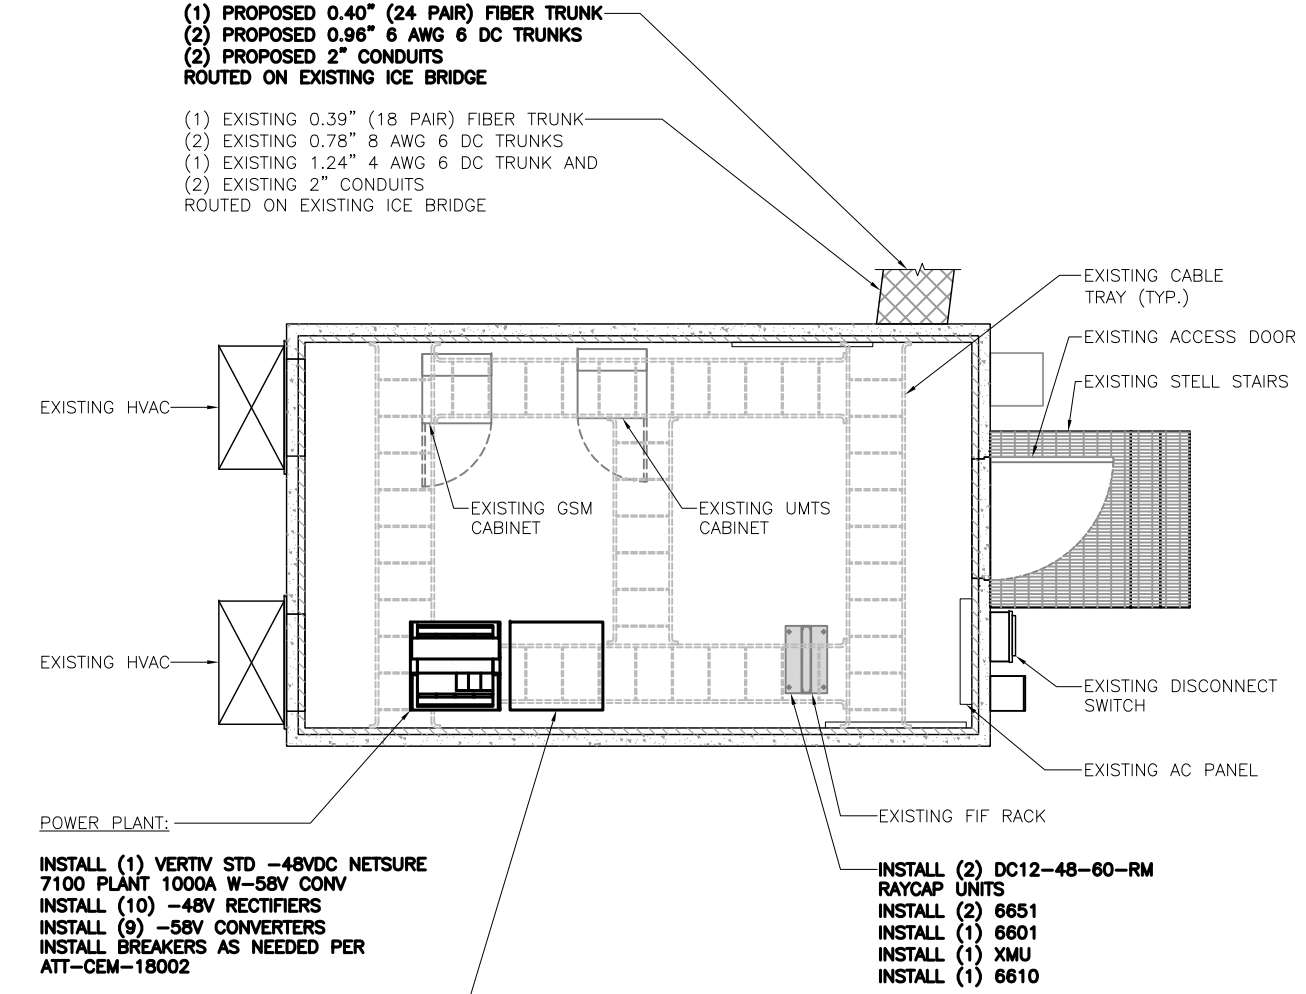 (1) PROPOSED 0.40" (24 PAIR) FIBER TRUNK
(2) PROPOSED 0.96" 6 AWG 6 DC TRUNKS
(2) PROPOSED 2" CONDUITS
ROUTED ON EXISTING ICE BRIDGE
(1) EXISTING 0.39" (18 PAIR) FIBER TRUNK
(2) EXISTING 0.78" 8 AWG 6 DC TRUNKS
(1) EXISTING 1.24" 4 AWG 6 DC TRUNK AND
(2) EXISTING 2" CONDUITS
ROUTED ON EXISTING ICE BRIDGE
EXISTING CABLE
TRAY (TYP.)
EXISTING ACCESS DOOR
EXISTING STELL STAIRS
EXISTING HVAC
EXISTING GSM
CABINET
EXISTING UMTS
CABINET
EXISTING HVAC
EXISTING DISCONNECT
SWITCH
EXISTING AC PANEL
EXISTING FIF RACK
POWER PLANT:
INSTALL (1) VERTIV STD -48VDC NETSURE
7100 PLANT 1000A W-58V CONV
INSTALL (10) -48V RECTIFIERS
INSTALL (9) -58V CONVERTERS
INSTALL BREAKERS AS NEEDED PER
ATT-CEM-18002
INSTALL (2) DC12-48-60-RM
RAYCAP UNITS
INSTALL (2) 6651
INSTALL (1) 6601
INSTALL (1) XMU
INSTALL (1) 6610